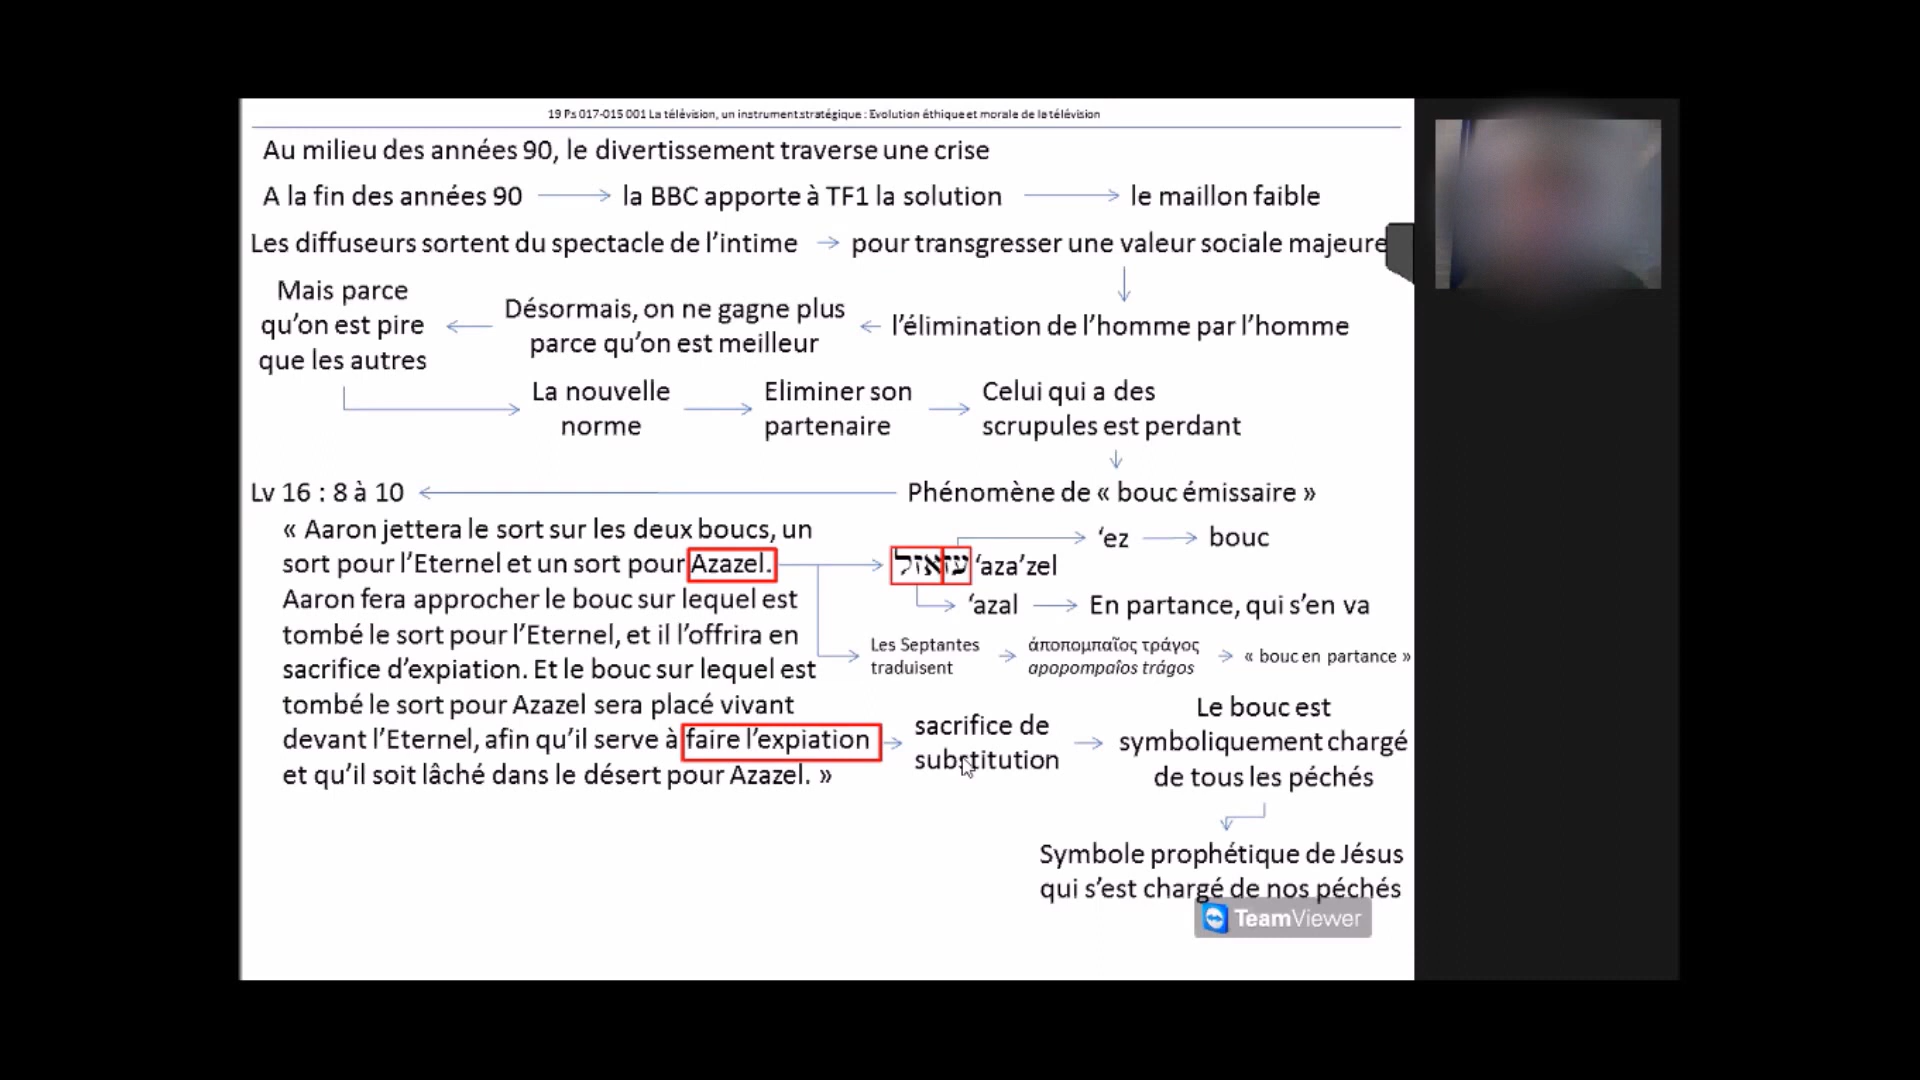 19 Ps 017-015 001 La télévision, un instrument stratégique : Evolution éthique et morale de la télévision
Au milieu des années 90, le divertissement traverse une crise
A la fin des années 90
la BBC apporte à TF1 la solution
le maillon faible
Les diffuseurs sortent du spectacle de l’intime
pour transgresser une valeur sociale majeure
l’élimination de l’homme par l’homme
Désormais, on ne gagne plus
parce qu’on est meilleur
Mais parce
qu’on est pire
que les autres
La nouvelle
norme
Eliminer son
partenaire
Celui qui a des
scrupules est perdant
Phénomène de « bouc émissaire »
Lv 16 : 8 à 10
« Aaron jettera le sort sur les deux boucs, un
sort pour l’Eternel et un sort pour Azazel.
Aaron fera approcher le bouc sur lequel est
tombé le sort pour l’Eternel, et il l’offrira en
sacrifice d’expiation. Et le bouc sur lequel est
tombé le sort pour Azazel sera placé vivant
devant l’Eternel, afin qu’il serve à faire l’expiation
et qu’il soit lâché dans le désert pour Azazel. »
עזאזל ‘aza’zel
‘ez
bouc
‘azal
En partance, qui s’en va
Les Septantes
traduisent
ἀποπομπαῖος τράγος
apopompaîos trágos
« bouc en partance »
sacrifice de
substitution
Le bouc est
symboliquement chargé
de tous les péchés
Symbole prophétique de Jésus
qui s’est chargé de nos péchés
TeamViewer